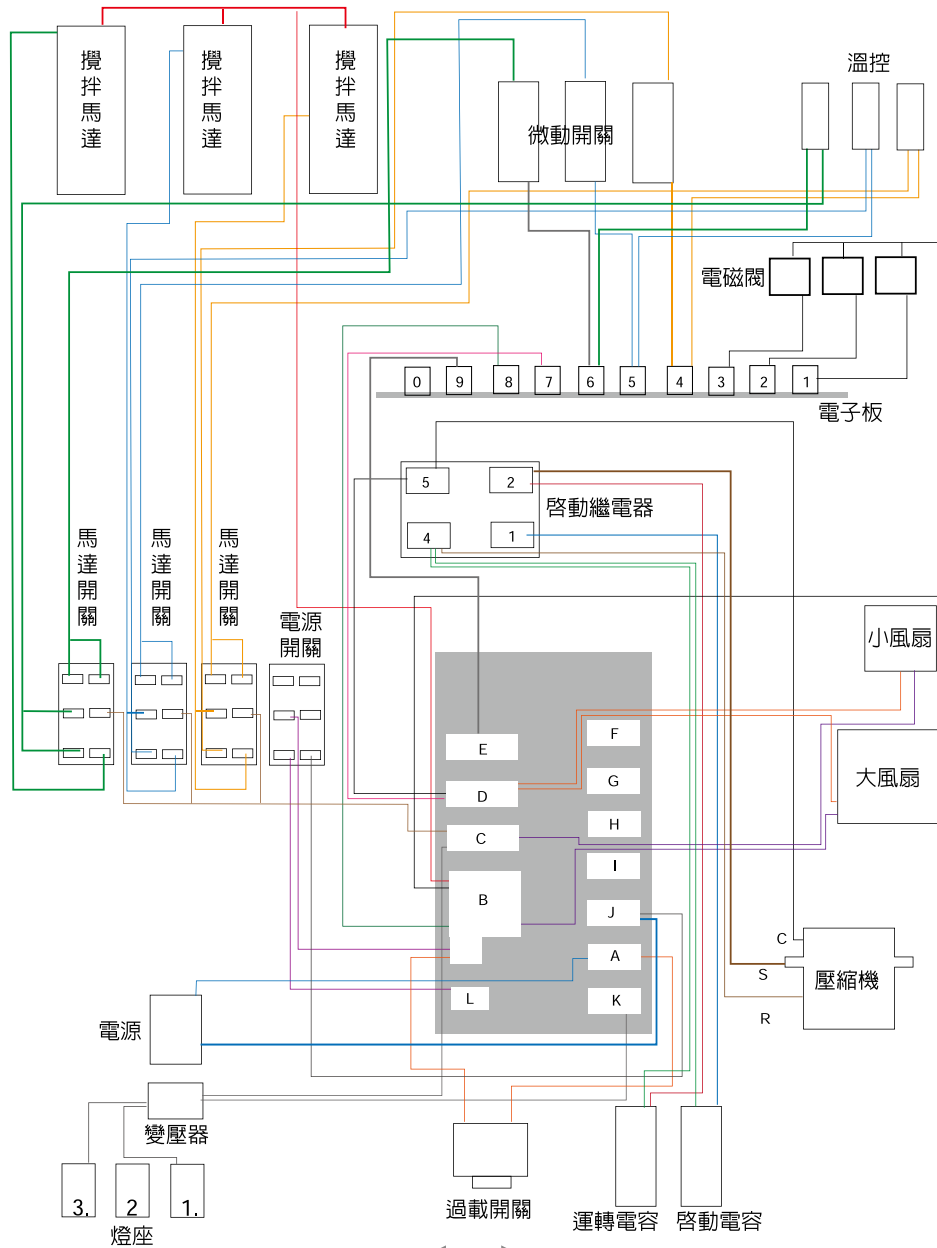 攪拌馬達
攪拌馬達
攪拌馬達
微動開關
溫控
電磁閥
0
9
8
7
6
5
4
3
2
1
電子板
5
2
4
1
啓動繼電器
馬達開關
馬達開關
馬達開關
電源
開關
小風扇
大風扇
E
D
C
B
L
F
G
H
I
J
A
K
C
S
R
壓縮機
電源
變壓器
3.
2
1.
燈座
過載開關
運轉電容
啓動電容